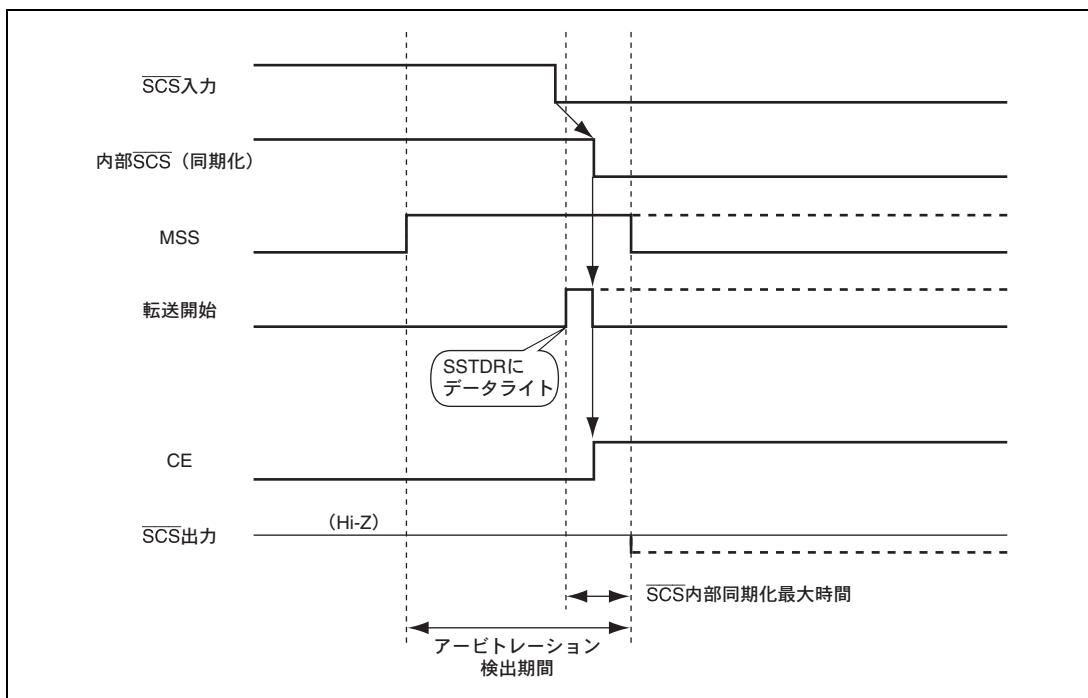 SCS入力
内部SCS（同期化）
MSS
転送開始
SSTDRに
データライト
CE
（Hi-Z）
SCS出力
SCS内部同期化最大時間
アービトレーション
検出期間